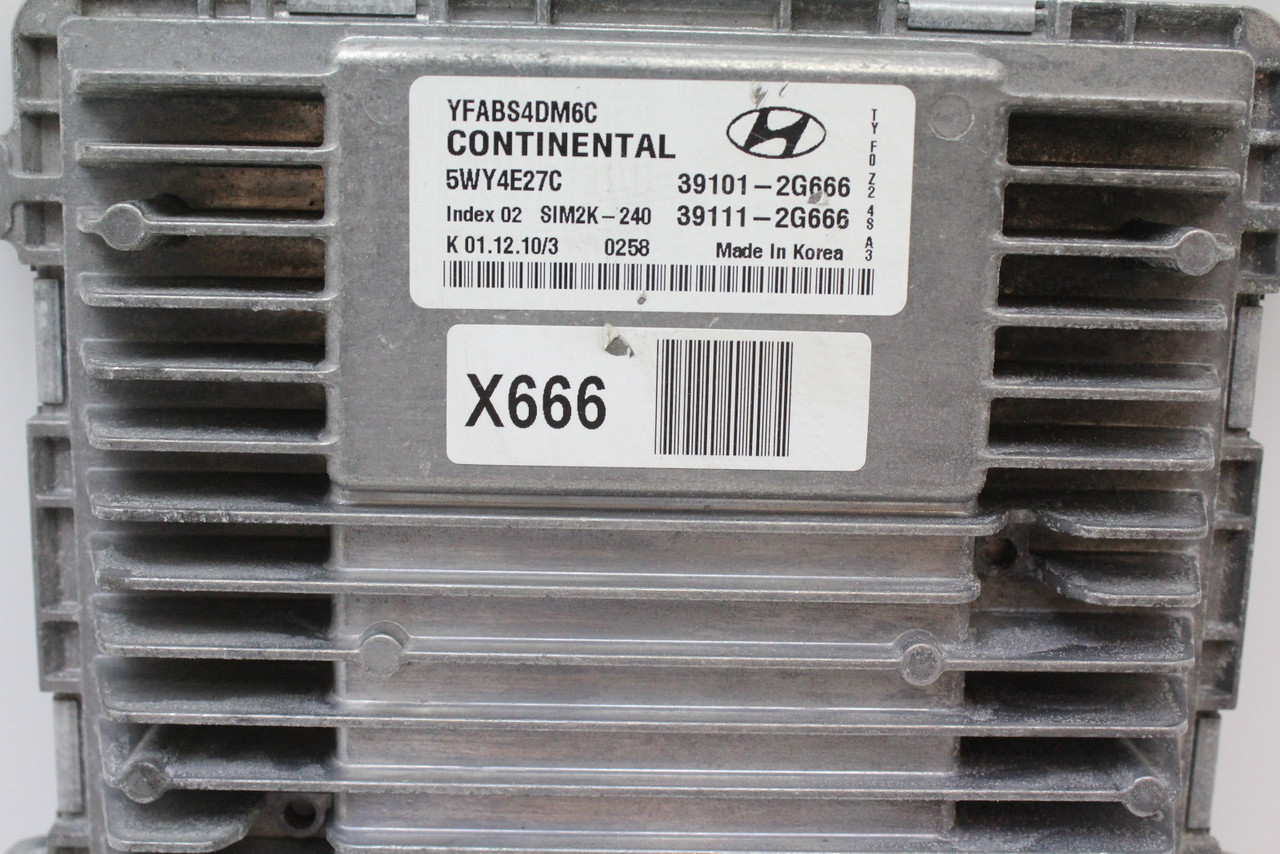 YFABS4DM6C
CONTINENTAL
5WY4E27C 39101-2G666
Index 02 SIM2K-240 39111-2G666
K 01.12.10/3 0258 Made In Korea
TY F0 Z2 4S A3
X666